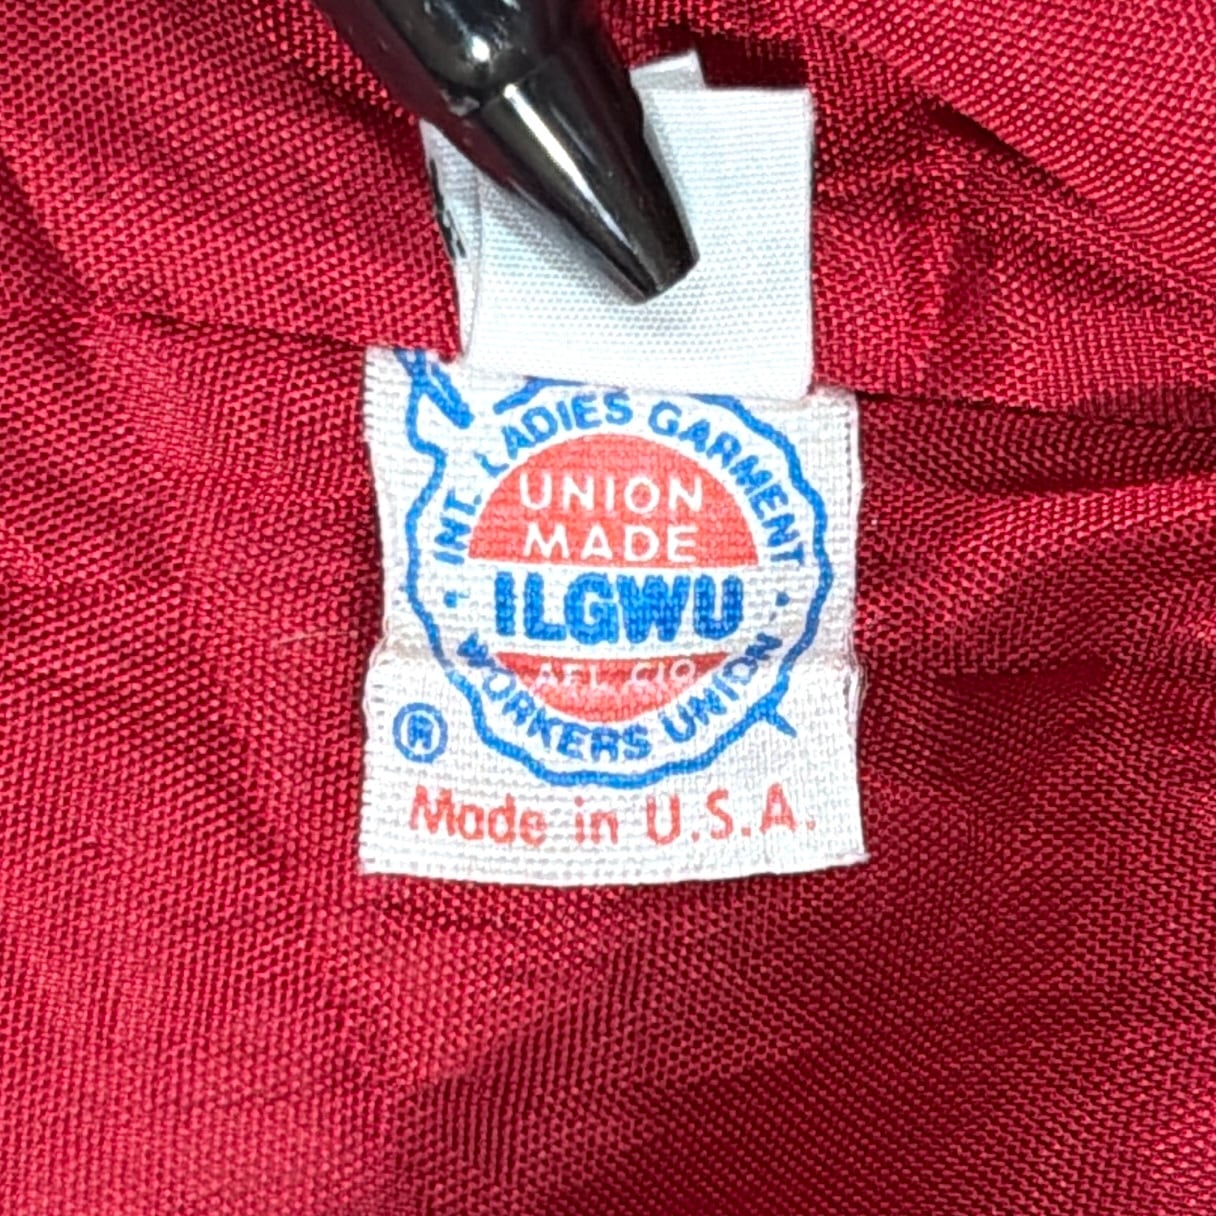 INT. LADIES GARMENT
UNION
MADE
ILGWU
AFL CIO
WORKERS UNION
®
Made in U.S.A.